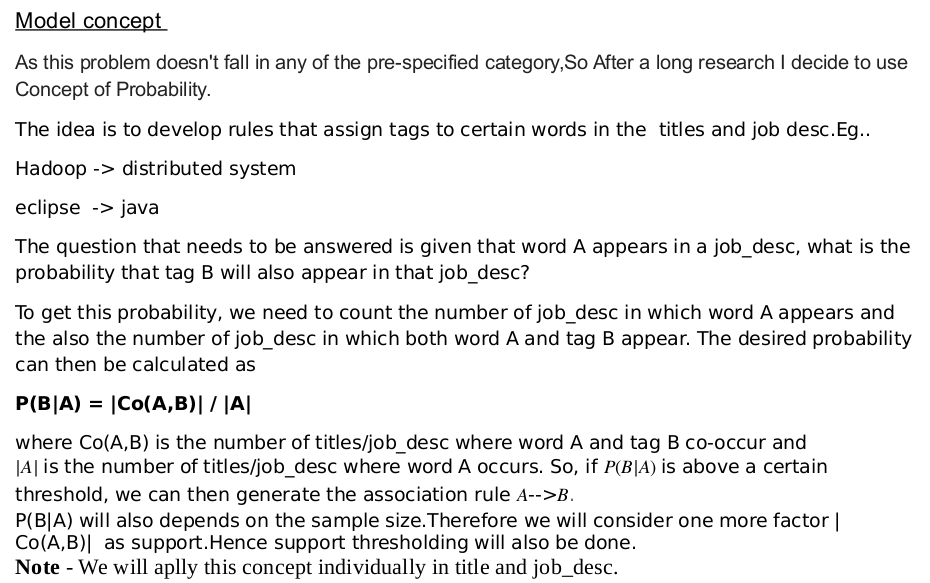 Model concept
As this problem doesn't fall in any of the pre-specified category,So After a long research I decide to use
Concept of Probability.
The idea is to develop rules that assign tags to certain words in the  titles and job desc.Eg..
Hadoop -> distributed system
eclipse  -> java
The question that needs to be answered is given that word A appears in a job_desc, what is the
probability that tag B will also appear in that job_desc?
To get this probability, we need to count the number of job_desc in which word A appears and
the also the number of job_desc in which both word A and tag B appear. The desired probability
can then be calculated as
P(B|A) = |Co(A,B)| / |A|
where Co(A,B) is the number of titles/job_desc where word A and tag B co-occur and
|A| is the number of titles/job_desc where word A occurs. So, if P(B|A) is above a certain
threshold, we can then generate the association rule A-->B.
P(B|A) will also depends on the sample size.Therefore we will consider one more factor |
Co(A,B)|  as support.Hence support thresholding will also be done.
Note - We will aplly this concept individually in title and job_desc.